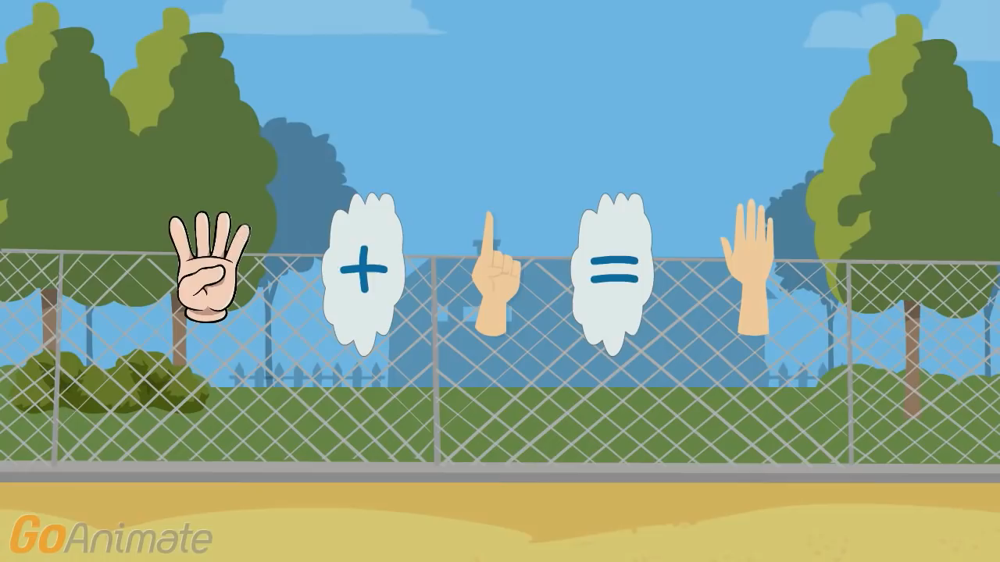 + =
GoAnimate